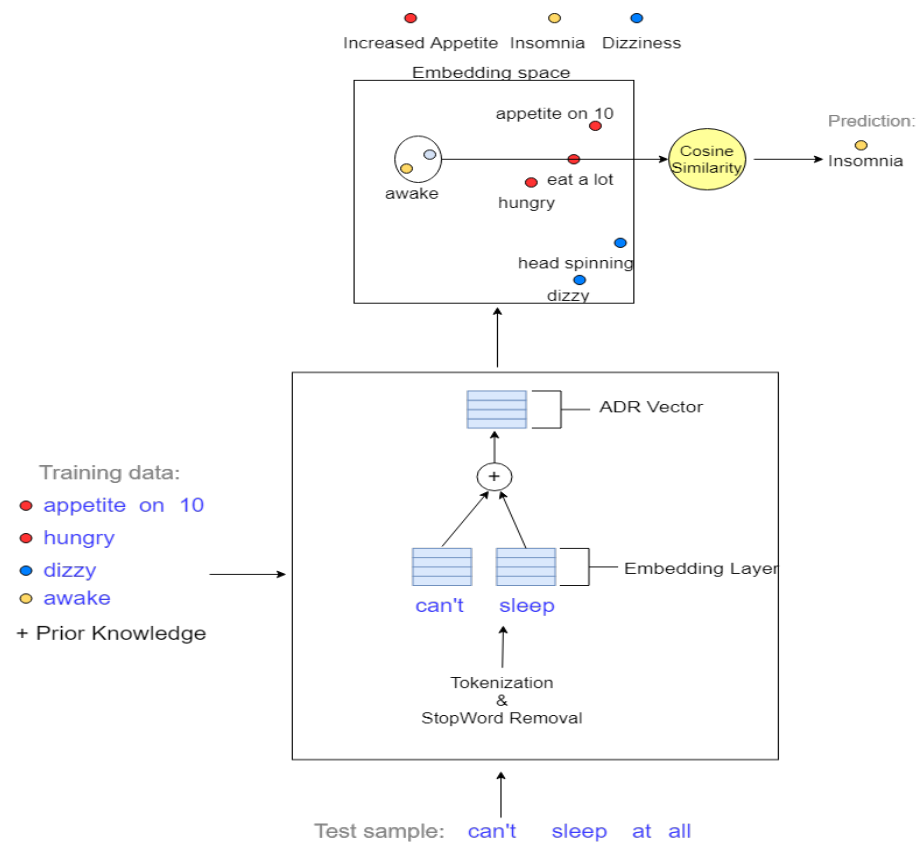 Increased Appetite Insomnia Dizziness
Embedding space
appetite on 10
eat a lot
hungry
awake
head spinning
dizzy
Cosine
Similarity
Prediction:
Insomnia
ADR Vector
+
Embedding Layer
can't sleep
Tokenization
&
StopWord Removal
Training data:
appetite on 10
hungry
dizzy
awake
+ Prior Knowledge
Test sample: can't sleep at all